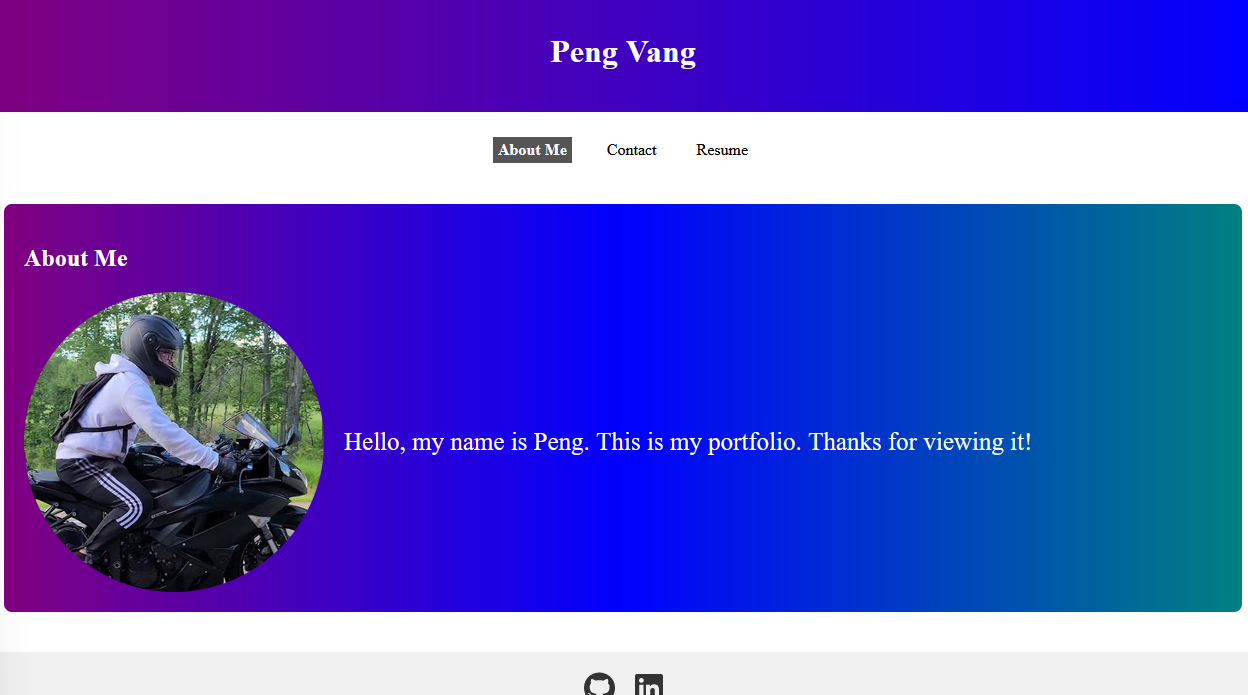 Peng Vang
About Me
Contact
Resume
About Me
Hello, my name is Peng. This is my portfolio. Thanks for viewing it!
in